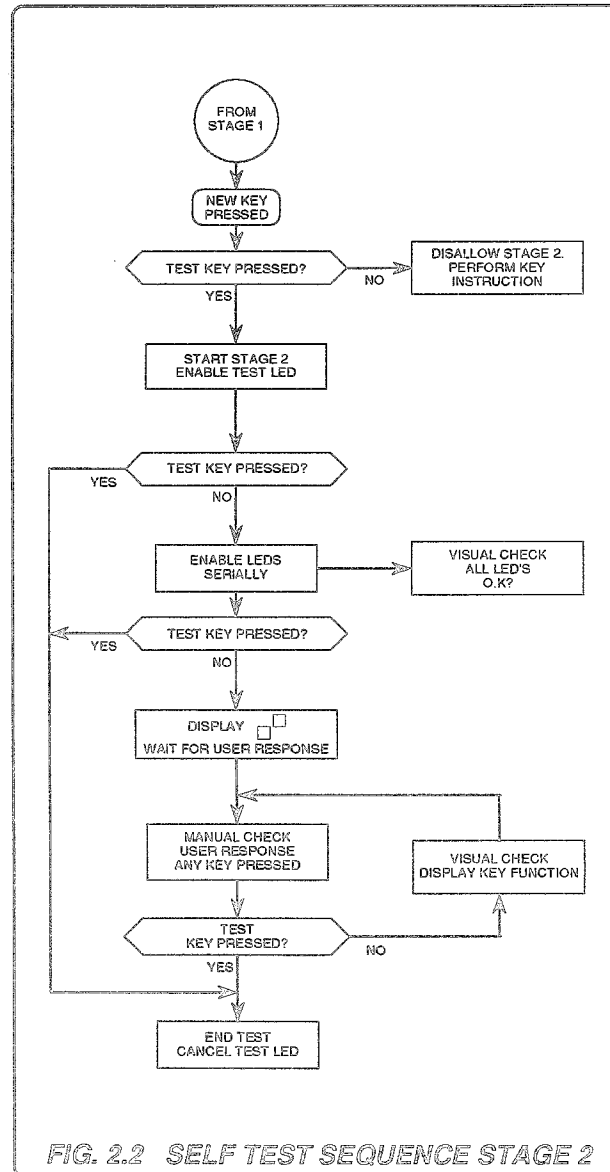 FROM
STAGE 1
NEW KEY
PRESSED
TEST KEY PRESSED?
NO
DISALLOW STAGE 2.
PERFORM KEY
INSTRUCTION
YES
START STAGE 2
ENABLE TEST LED
TEST KEY PRESSED?
YES
NO
ENABLE LEDS
SERIALLY
VISUAL CHECK
ALL LED'S
O.K?
TEST KEY PRESSED?
YES
NO
DISPLAY
WAIT FOR USER RESPONSE
MANUAL CHECK
USER RESPONSE
ANY KEY PRESSED
VISUAL CHECK
DISPLAY KEY FUNCTION
TEST
KEY PRESSED?
NO
YES
END TEST
CANCEL TEST LED
FIG. 2.2 SELF TEST SEQUENCE STAGE 2